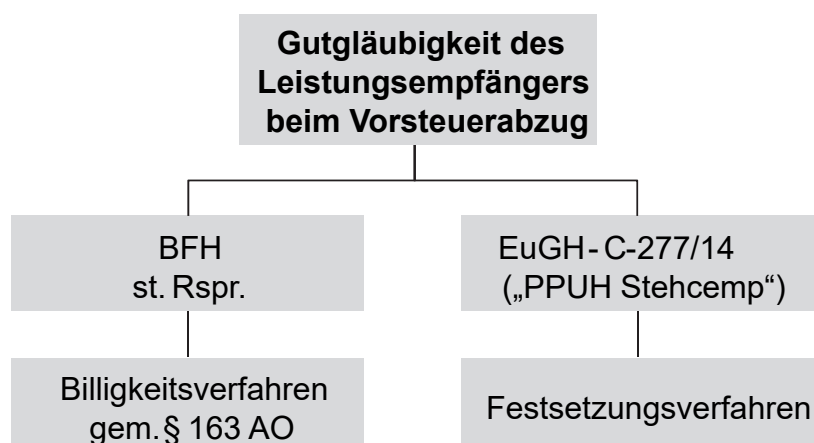 Gutgläubigkeit des
Leistungsempfängers
beim Vorsteuerabzug
BFH
st. Rspr.
EuGH - C-277/14
(„PPUH Stehcemp“)
Billigkeitsverfahren
gem. § 163 AO
Festsetzungsverfahren